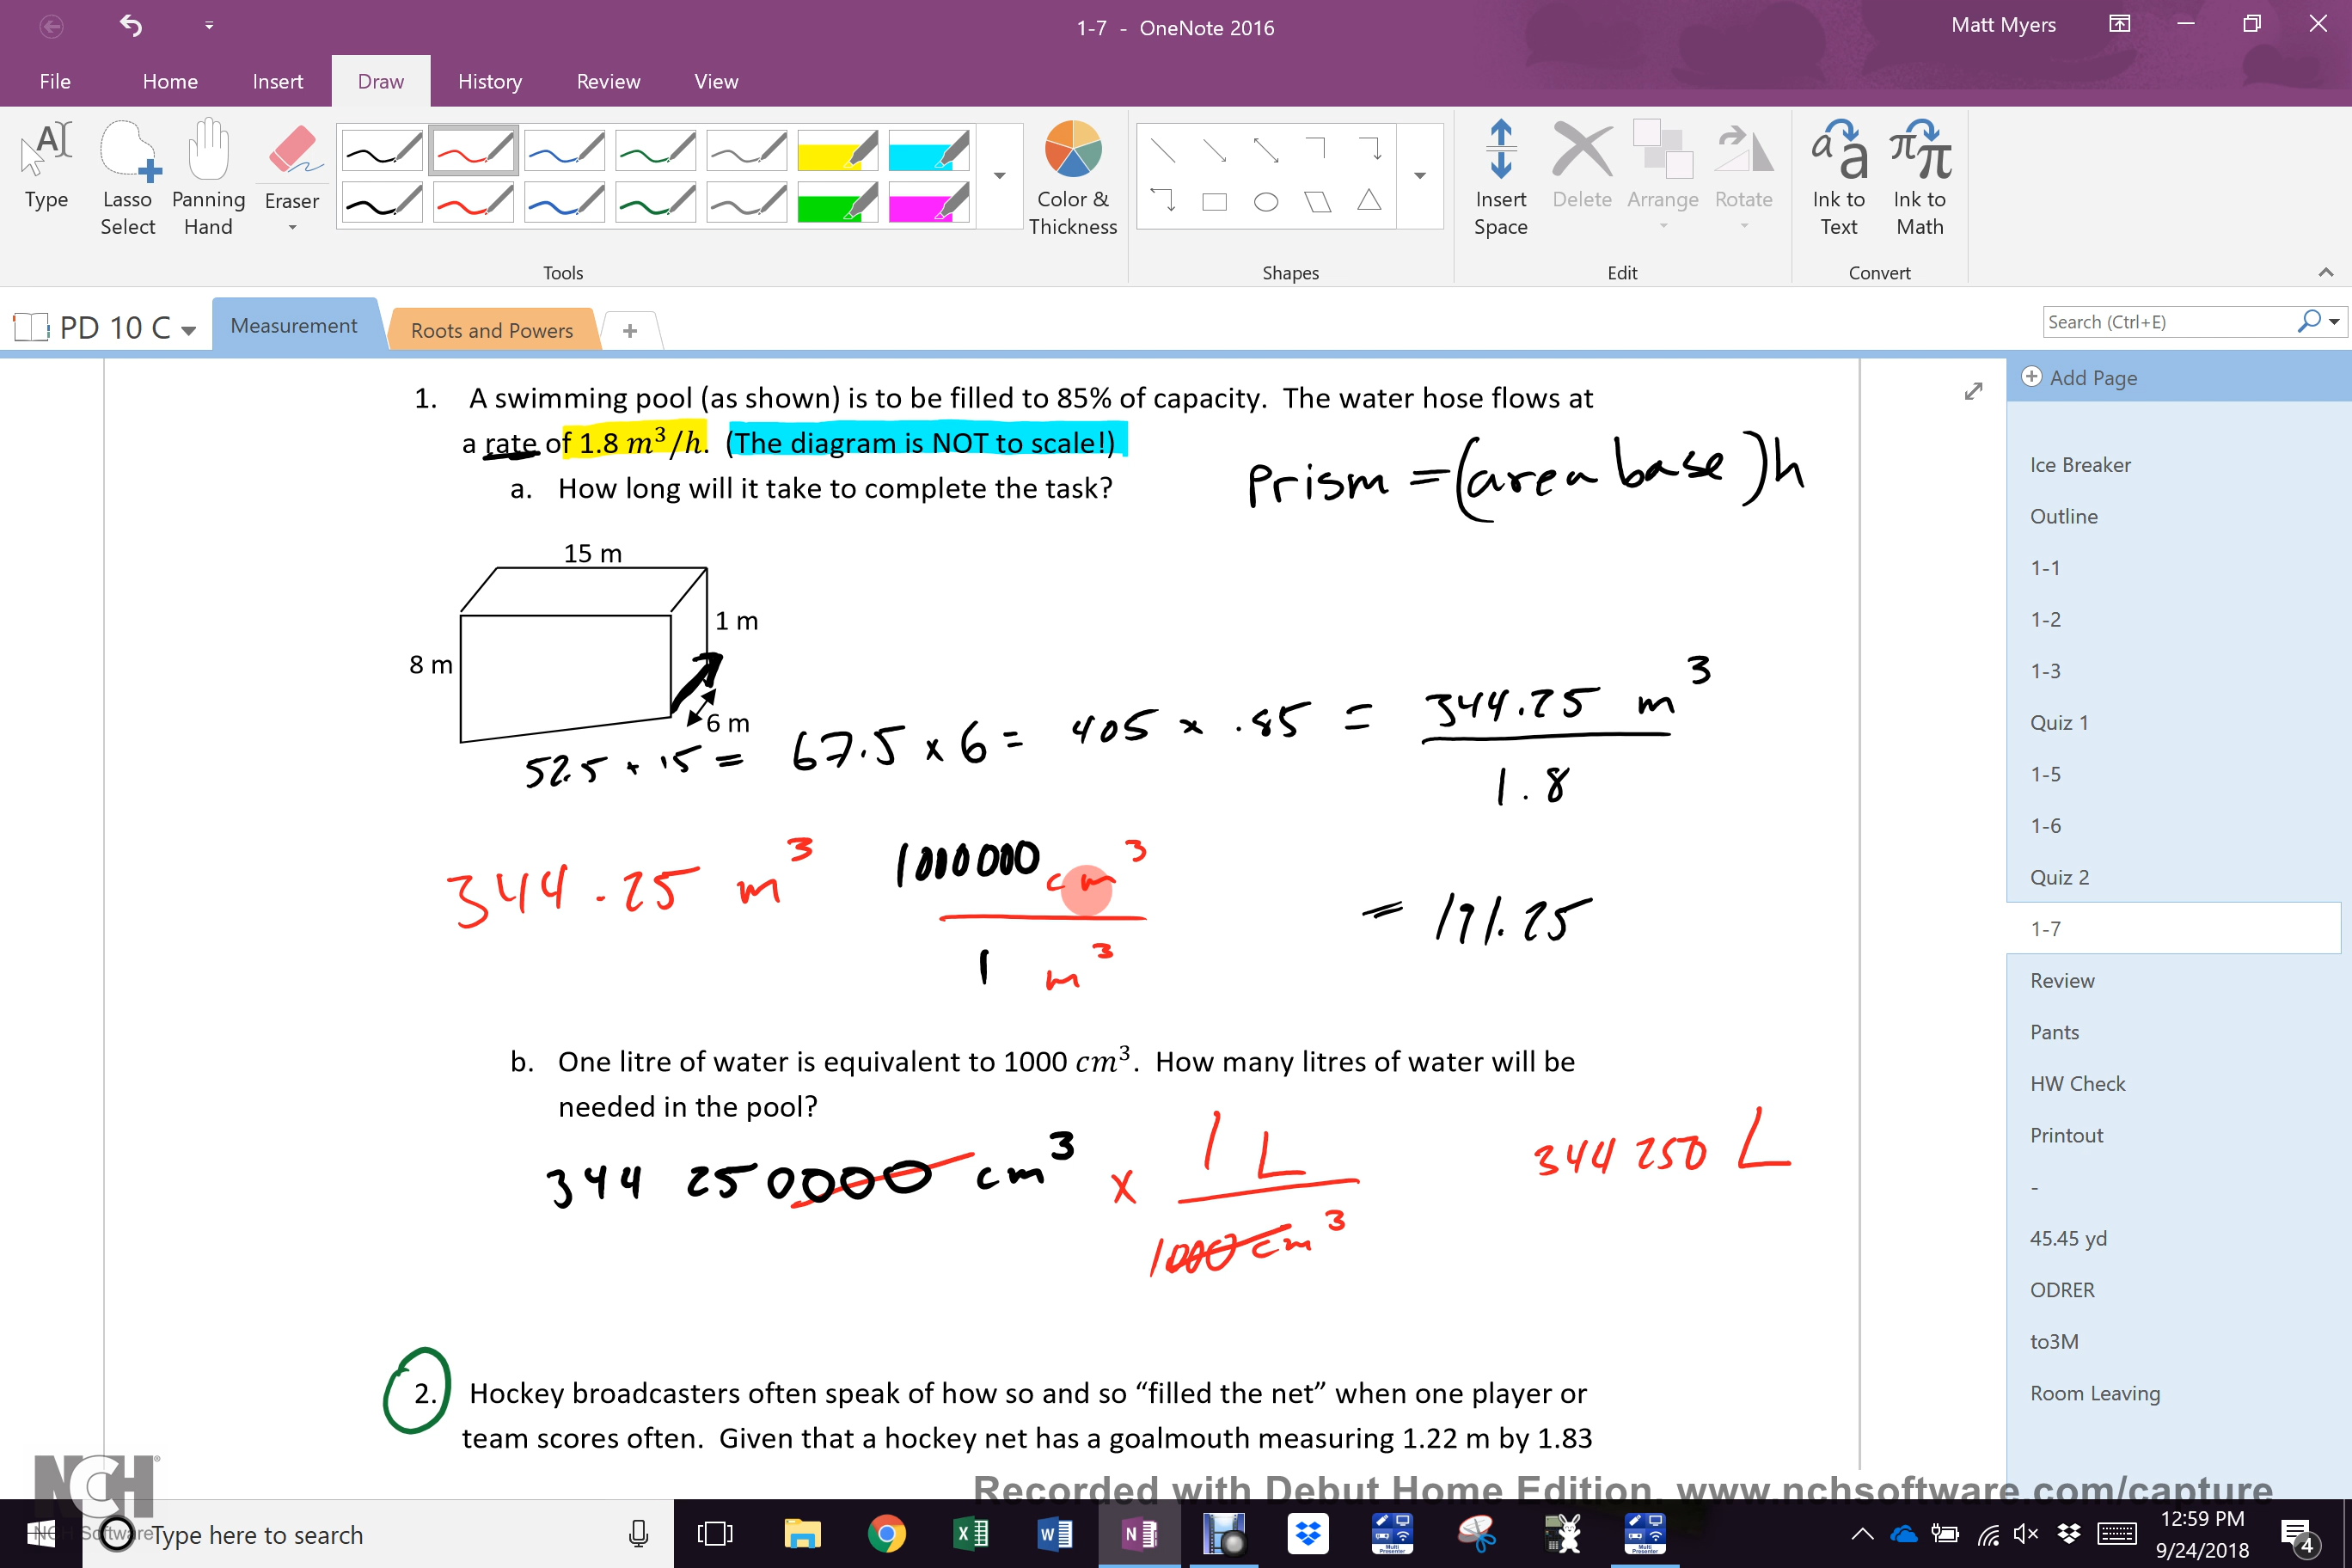 1-7 - OneNote 2016
Matt Myers
File Home Insert Draw History Review View
Type
Lasso Select
Panning Hand
Eraser
Color & Thickness
Insert Space
Delete
Arrange
Rotate
Ink to Text
Ink to Math
Tools
Shapes
Edit
Convert
PD 10 C
Measurement
Roots and Powers
Search (Ctrl+E)
1. A swimming pool (as shown) is to be filled to 85% of capacity. The water hose flows at
a rate of 1.8 m³/h. (The diagram is NOT to scale!)
a. How long will it take to complete the task?
Prism = (area base) h
15 m
1 m
8 m
6 m
52.5 + 15 = 67.5 x 6 = 405 x .85 = 344.25 m³
1.8
344.25 m³
1000000 cm³
1 m³
= 191.25
b. One litre of water is equivalent to 1000 cm³. How many litres of water will be
needed in the pool?
344 250000 cm³ x 1 L
1000 cm³
344 250 L
2. Hockey broadcasters often speak of how so and so “filled the net” when one player or
team scores often. Given that a hockey net has a goalmouth measuring 1.22 m by 1.83
Add Page
Ice Breaker
Outline
1-1
1-2
1-3
Quiz 1
1-5
1-6
Quiz 2
1-7
Review
Pants
HW Check
Printout
-
45.45 yd
ODRER
to3M
Room Leaving
NCH
NCH Software
Recorded with Debut Home Edition. www.nchsoftware.com/capture
Type here to search
12:59 PM
9/24/2018
4